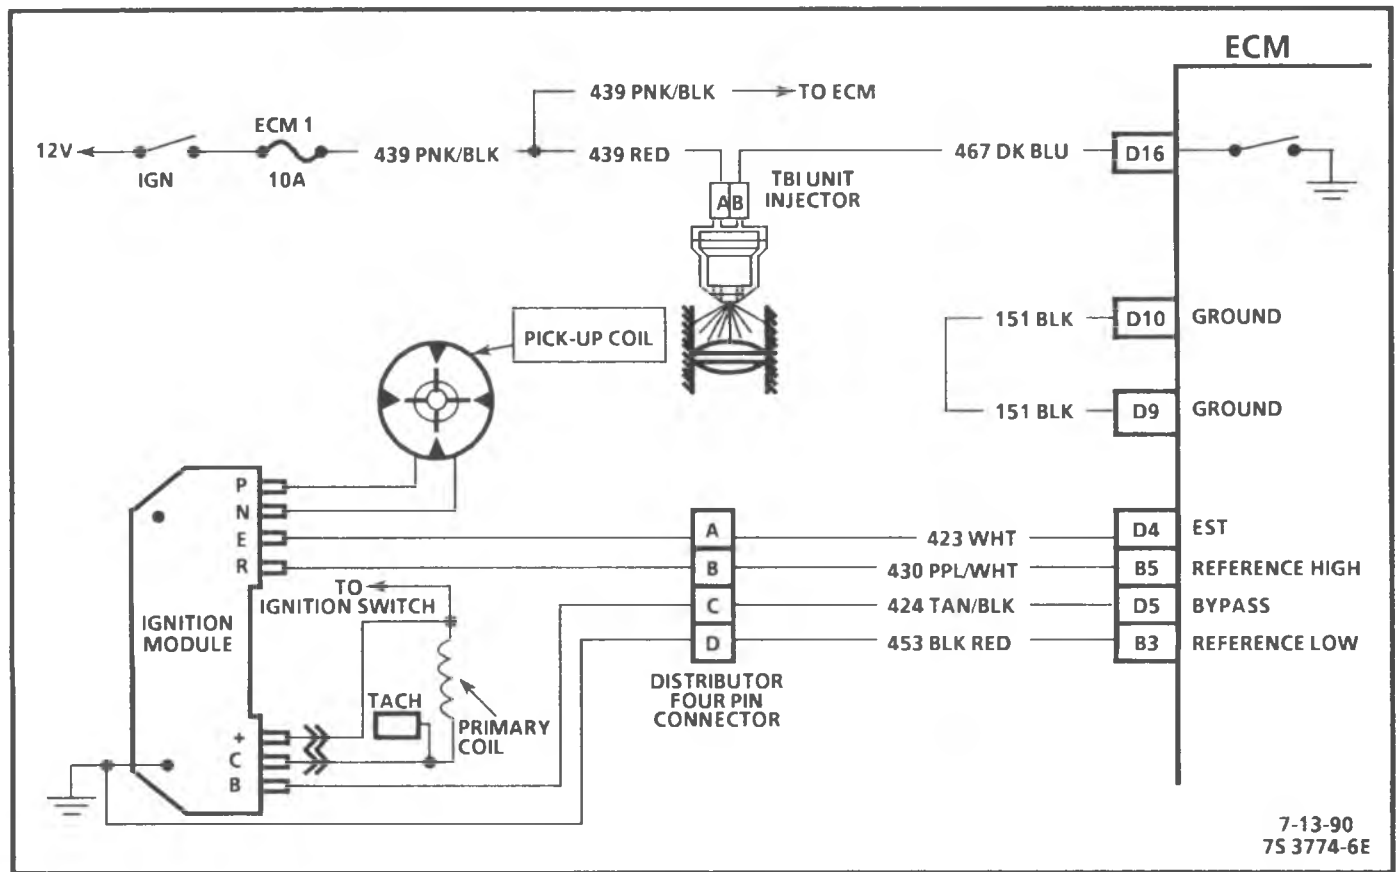 ECM
439 PNK/BLK
TO ECM
12V
IGN
ECM 1
10A
439 PNK/BLK
439 RED
467 DK BLU
D16
A B
TBI UNIT
INJECTOR
151 BLK
D10
GROUND
151 BLK
D9
GROUND
PICK-UP COIL
P
N
E
R
IGNITION
MODULE
+
C
B
TO
IGNITION SWITCH
TACH
PRIMARY
COIL
A
B
C
D
DISTRIBUTOR
FOUR PIN
CONNECTOR
423 WHT
D4
EST
430 PPL/WHT
B5
REFERENCE HIGH
424 TAN/BLK
D5
BYPASS
453 BLK RED
B3
REFERENCE LOW
7-13-90
7S 3774-6E